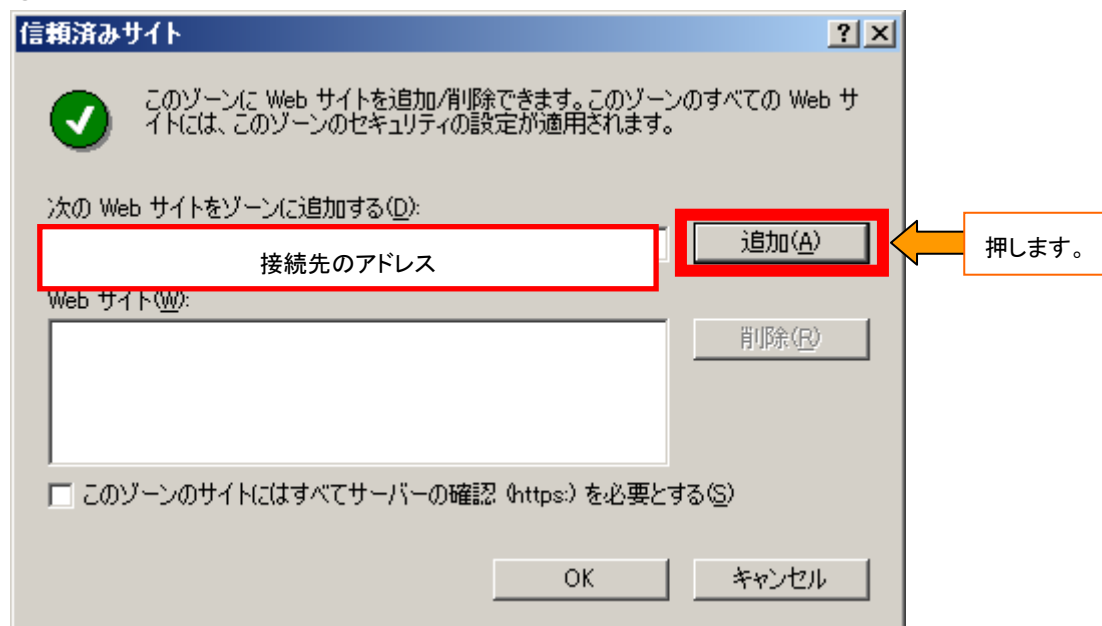 信頼済みサイト
このゾーンに Web サイトを追加/削除できます。このゾーンのすべての Web サ
イトには、このゾーンのセキュリティの設定が適用されます。
次の Web サイトをゾーンに追加する(D):
接続先のアドレス
追加(A)
押します。
Web サイト(W):
削除(R)
このゾーンのサイトにはすべてサーバーの確認 (https:) を必要とする(S)
OK
キャンセル